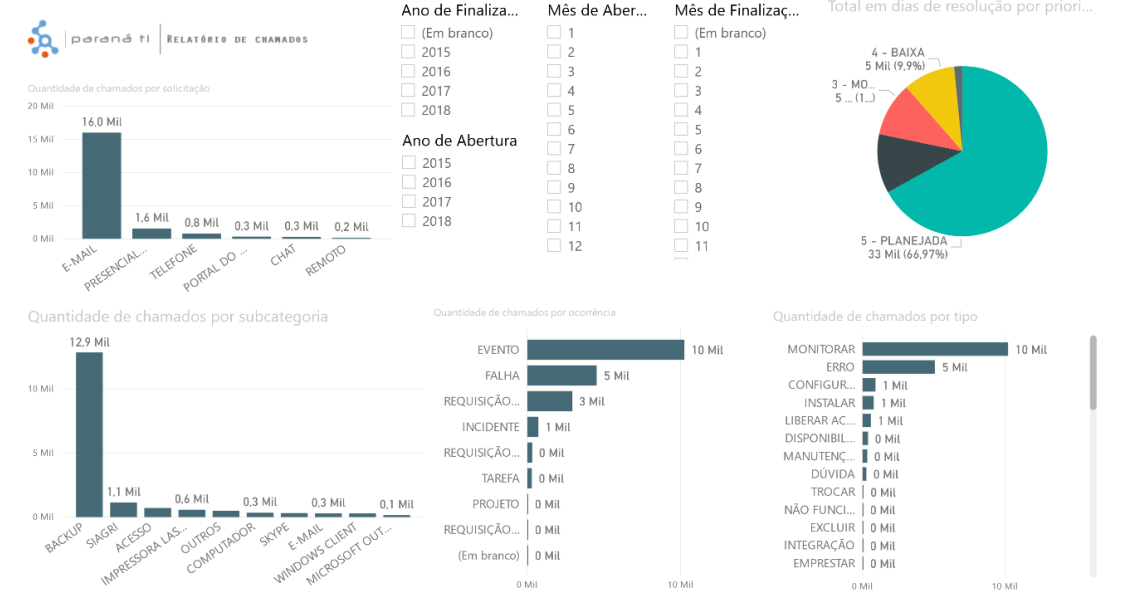 paraná ti | RELATÓRIO DE CHAMADOS
Quantidade de chamados por solicitação
20 Mil
15 Mil
10 Mil
5 Mil
0 Mil
16,0 Mil
1,6 Mil
0,8 Mil
0,3 Mil
0,3 Mil
0,2 Mil
E-MAIL
PRESENCIAL...
TELEFONE
PORTAL DO ...
CHAT
REMOTO
Ano de Finaliza...
(Em branco)
2015
2016
2017
2018
Ano de Abertura
2015
2016
2017
2018
Mês de Aber...
1
2
3
4
5
6
7
8
9
10
11
12
Mês de Finalizaç...
(Em branco)
1
2
3
4
5
6
7
8
9
10
11
Total em dias de resolução por priori...
4 - BAIXA
5 Mil (9,9%)
3 - MO...
5 ... (1...)
5 - PLANEJADA
33 Mil (66,97%)
Quantidade de chamados por subcategoria
10 Mil
5 Mil
0 Mil
12,9 Mil
1,1 Mil
0,6 Mil
0,3 Mil
0,3 Mil
0,1 Mil
BACKUP
SIAGRI
ACESSO
IMPRESSORA LAS...
OUTROS
COMPUTADOR
SKYPE
E-MAIL
WINDOWS CLIENT
MICROSOFT OUT...
Quantidade de chamados por ocorrência
EVENTO 10 Mil
FALHA 5 Mil
REQUISIÇÃO... 3 Mil
INCIDENTE 1 Mil
REQUISIÇÃO... 0 Mil
TAREFA 0 Mil
PROJETO 0 Mil
REQUISIÇÃO... 0 Mil
(Em branco) 0 Mil
0 Mil 10 Mil
Quantidade de chamados por tipo
MONITORAR 10 Mil
ERRO 5 Mil
CONFIGUR... 1 Mil
INSTALAR 1 Mil
LIBERAR AC... 1 Mil
DISPONIBIL... 0 Mil
MANUTENÇ... 0 Mil
DÚVIDA 0 Mil
TROCAR 0 Mil
NÃO FUNCI... 0 Mil
EXCLUIR 0 Mil
INTEGRAÇÃO 0 Mil
EMPRESTAR 0 Mil
0 Mil 10 Mil